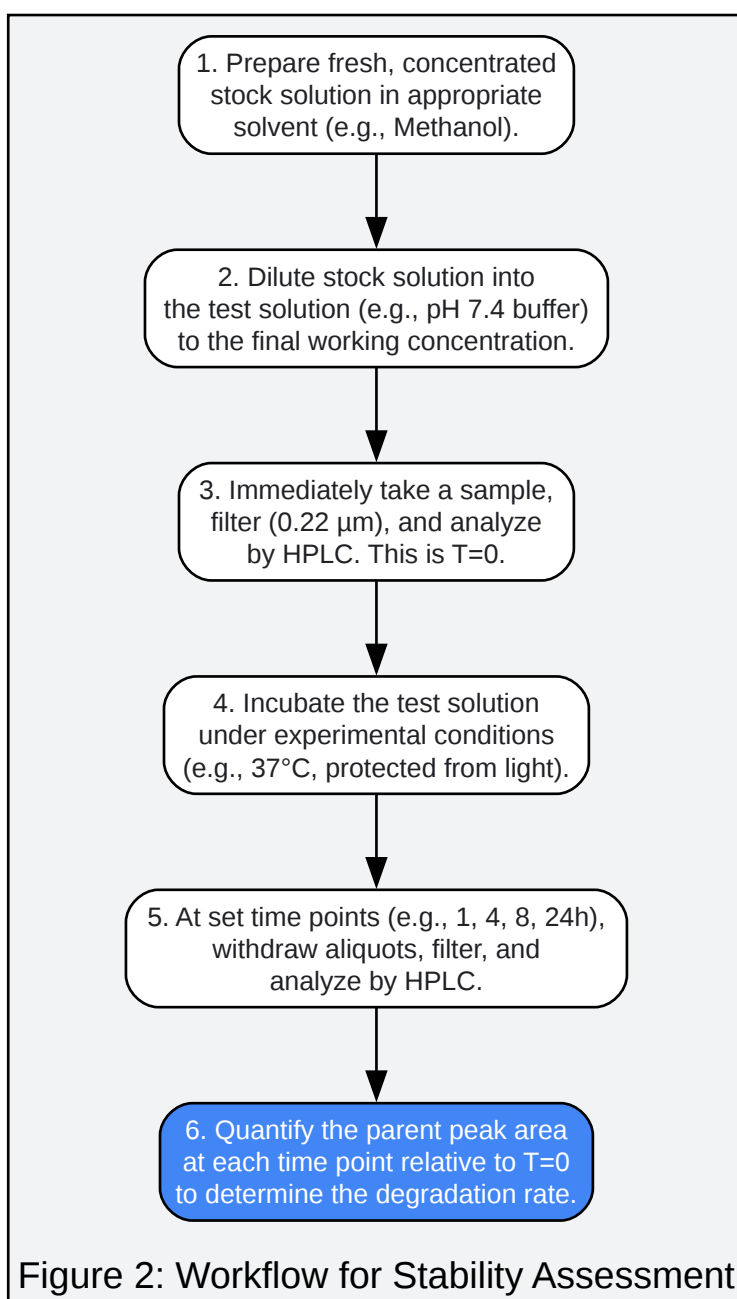 1. Prepare fresh, concentrated
stock solution in appropriate
solvent (e.g., Methanol).
2. Dilute stock solution into
the test solution (e.g., pH 7.4 buffer)
to the final working concentration.
3. Immediately take a sample,
filter (0.22 µm), and analyze
by HPLC. This is T=0.
4. Incubate the test solution
under experimental conditions
(e.g., 37°C, protected from light).
5. At set time points (e.g., 1, 4, 8, 24h),
withdraw aliquots, filter, and
analyze by HPLC.
6. Quantify the parent peak area
at each time point relative to T=0
to determine the degradation rate.
Figure 2: Workflow for Stability Assessment